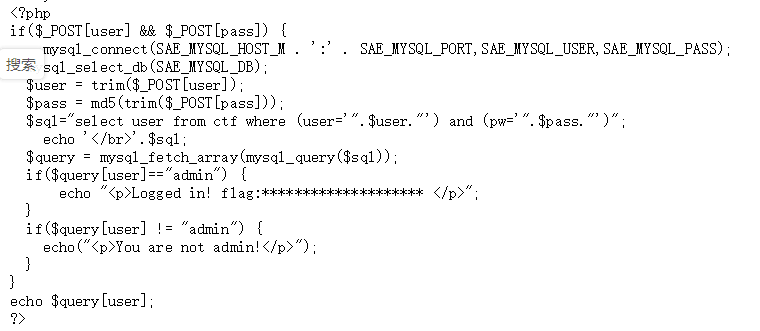 <?php
if($_POST[user] && $_POST[pass]) {
mysql_connect(SAE_MYSQL_HOST_M . ':' . SAE_MYSQL_PORT,SAE_MYSQL_USER,SAE_MYSQL_PASS);
搜索
sql_select_db(SAE_MYSQL_DB);
$user = trim($_POST[user]);
$pass = md5(trim($_POST[pass]));
$sql="select user from ctf where (user='".$user."') and (pw='".$pass."')";
echo '</br>'.$sql;
$query = mysql_fetch_array(mysql_query($sql));
if($query[user]=="admin") {
echo "<p>Logged in! flag:******************** </p>";
}
if($query[user] != "admin") {
echo("<p>You are not admin!</p>");
}
}
echo $query[user];
?>